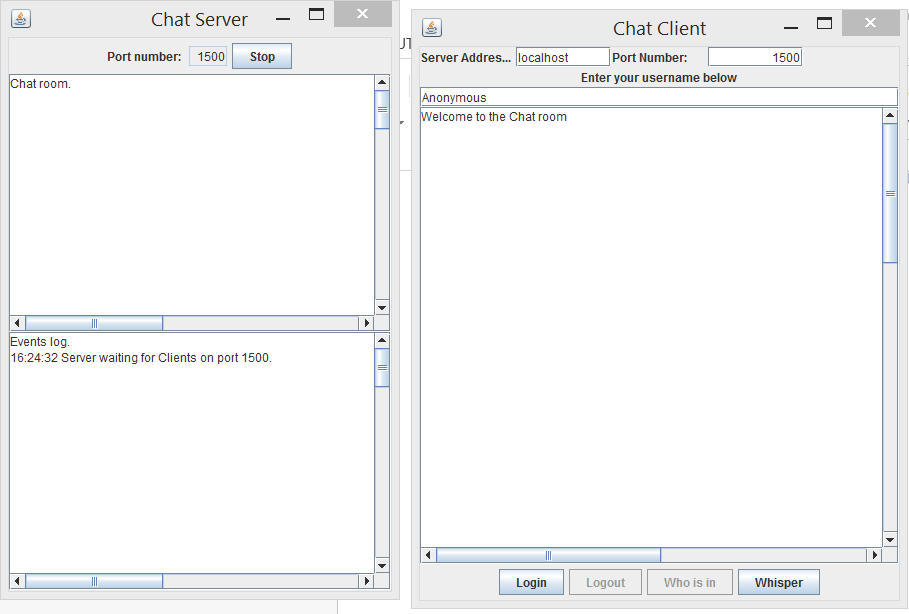 Chat Server
Port number: 1500 Stop
Chat room.
Events log.
16:24:32 Server waiting for Clients on port 1500.
UT
Chat Client
Server Addres... localhost Port Number: 1500
Enter your username below
Anonymous
Welcome to the Chat room
Login Logout Who is in Whisper